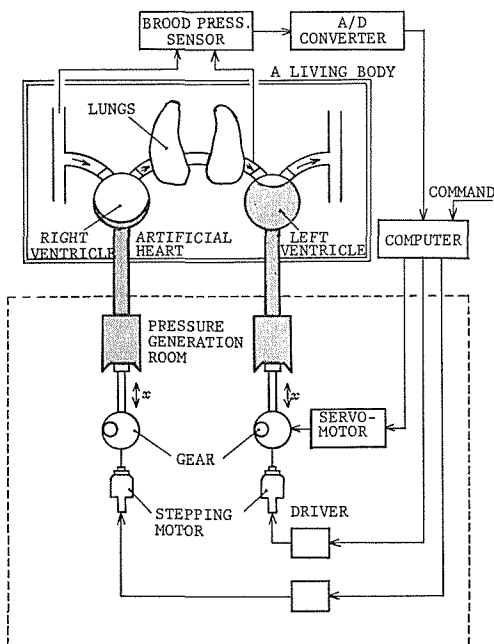 BROOD PRESS.
SENSOR
A/D
CONVERTER
A LIVING BODY
LUNGS
COMMAND
RIGHT
VENTRICLE
ARTIFICIAL
HEART
LEFT
VENTRICLE
COMPUTER
PRESSURE
GENERATION
ROOM
x
x
SERVO-
MOTOR
GEAR
STEPPING
MOTOR
DRIVER